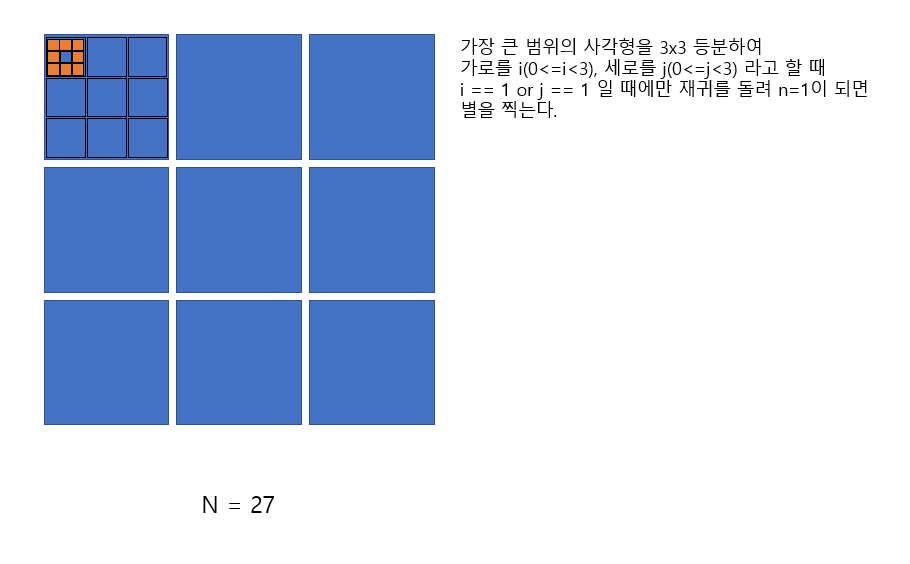 가장 큰 범위의 사각형을 3x3 등분하여
가로를 i(0<=i<3), 세로를 j(0<=j<3) 라고 할 때
i == 1 or j == 1 일 때에만 재귀를 돌려 n=1이 되면
별을 찍는다.
N = 27